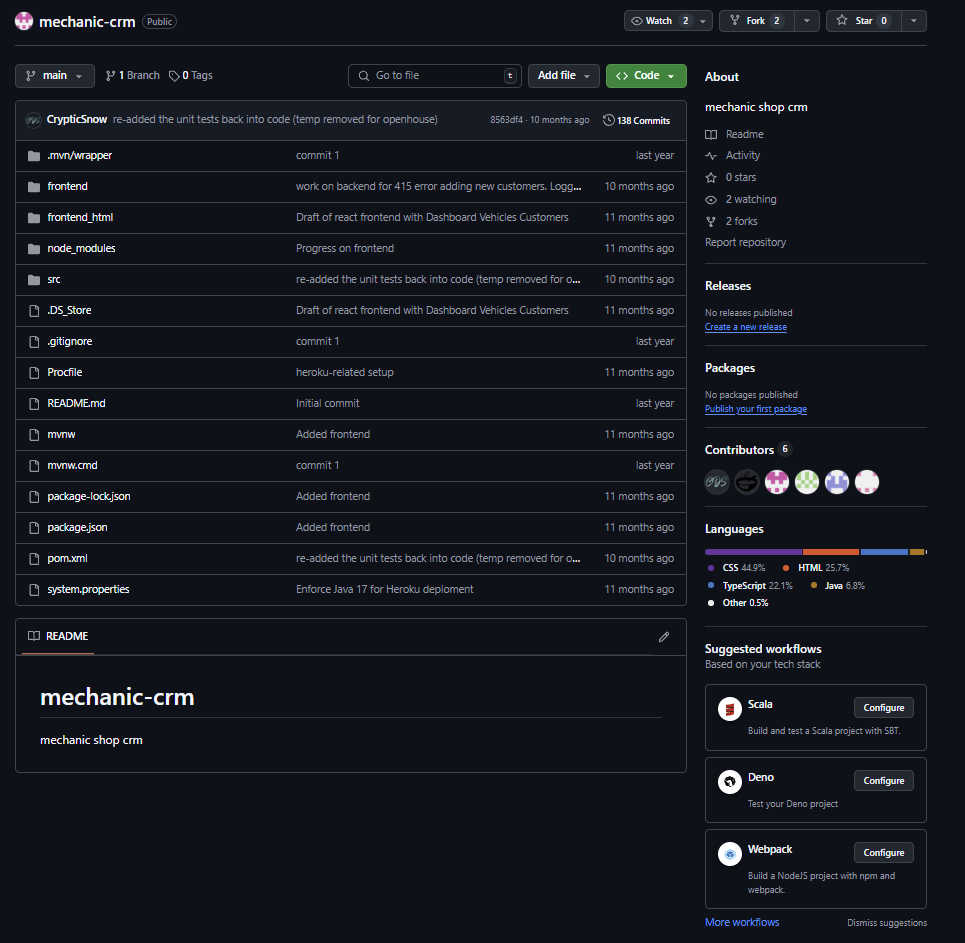 mechanic-crm Public
Watch 2
Fork 2
Star 0
main
1 Branch
0 Tags
Go to file
t
Add file
Code
CrypticSnow re-added the unit tests back into code (temp removed for openhouse) 8563df4 · 10 months ago 138 Commits
.mvn/wrapper commit 1 last year
frontend work on backend for 415 error adding new customers. Logg... 10 months ago
frontend_html Draft of react frontend with Dashboard Vehicles Customers 11 months ago
node_modules Progress on frontend 11 months ago
src re-added the unit tests back into code (temp removed for o... 10 months ago
.DS_Store Draft of react frontend with Dashboard Vehicles Customers 11 months ago
.gitignore commit 1 last year
Procfile heroku-related setup 11 months ago
README.md Initial commit last year
mvnw Added frontend 11 months ago
mvnw.cmd commit 1 last year
package-lock.json Added frontend 11 months ago
package.json Added frontend 11 months ago
pom.xml re-added the unit tests back into code (temp removed for o... 10 months ago
system.properties Enforce Java 17 for Heroku deploment 11 months ago
README
mechanic-crm
mechanic shop crm
About
mechanic shop crm
Readme
Activity
0 stars
2 watching
2 forks
Report repository
Releases
No releases published
Create a new release
Packages
No packages published
Publish your first package
Contributors 6
Languages
CSS 44.9% HTML 25.7%
TypeScript 22.1% Java 6.8%
Other 0.5%
Suggested workflows
Based on your tech stack
Scala
Configure
Build and test a Scala project with SBT.
Deno
Configure
Test your Deno project
Webpack
Configure
Build a NodeJS project with npm and
webpack.
More workflows
Dismiss suggestions